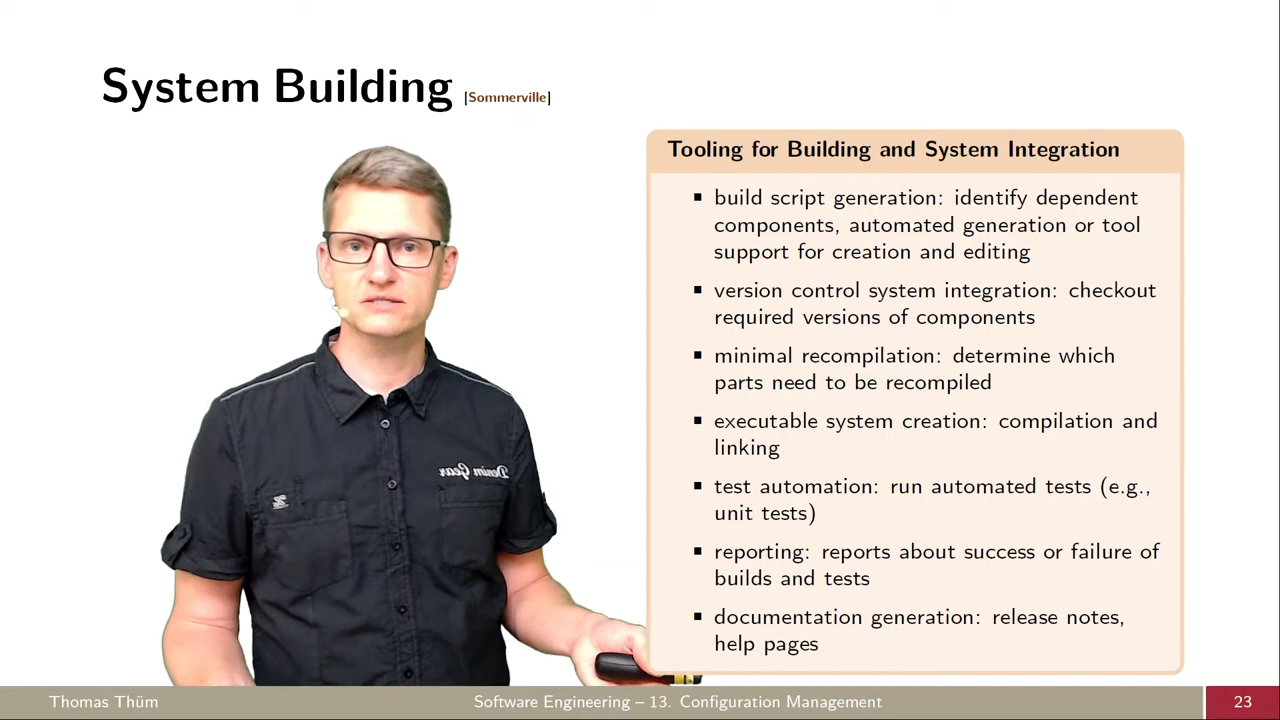 System Building [Sommerville]
Tooling for Building and System Integration
▪ build script generation: identify dependent
components, automated generation or tool
support for creation and editing
▪ version control system integration: checkout
required versions of components
▪ minimal recompilation: determine which
parts need to be recompiled
▪ executable system creation: compilation and
linking
▪ test automation: run automated tests (e.g.,
unit tests)
▪ reporting: reports about success or failure of
builds and tests
▪ documentation generation: release notes,
help pages
Denim Gear
Thomas Thüm
Software Engineering – 13. Configuration Management
23